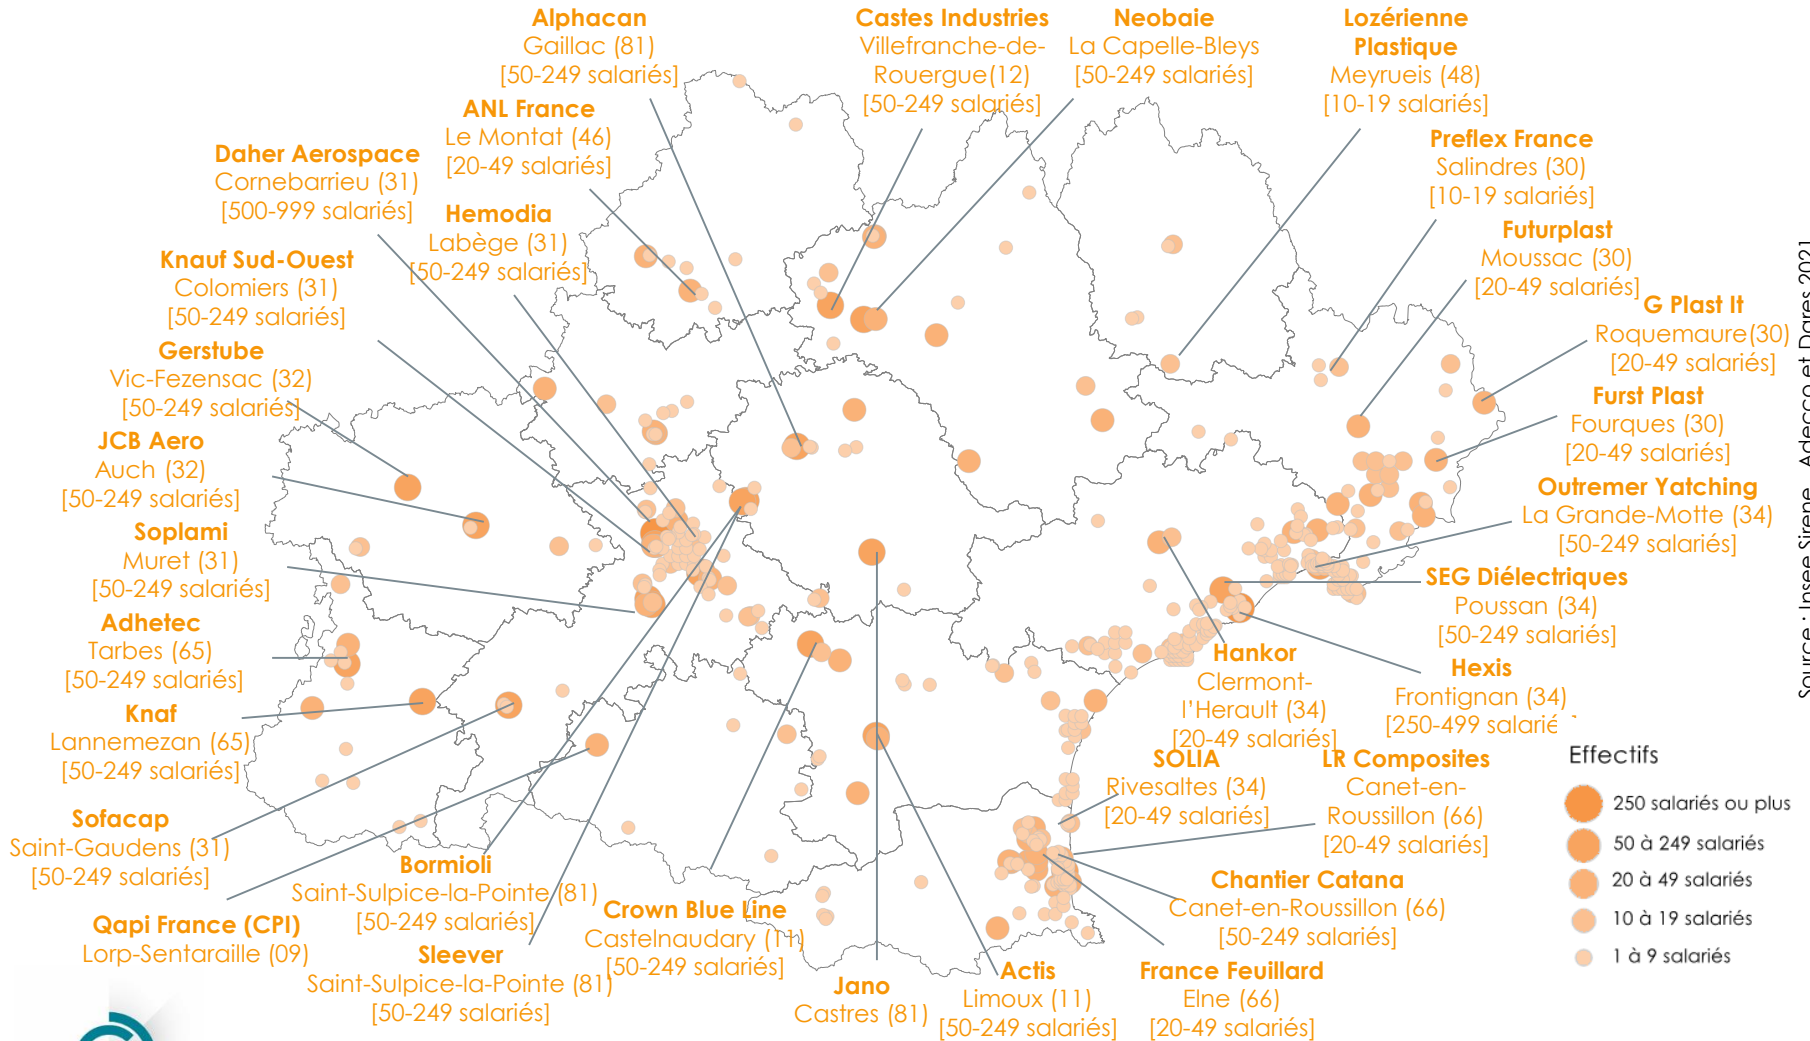 Alphacan
Gaillac (81)
[50-249 salariés]
Castes Industries
Villefranche-de-
Rouergue(12)
[50-249 salariés]
Neobaie
La Capelle-Bleys
[50-249 salariés]
Lozérienne
Plastique
Meyrueis (48)
[10-19 salariés]
ANL France
Le Montat (46)
[20-49 salariés]
Preflex France
Salindres (30)
[10-19 salariés]
Daher Aerospace
Cornebarrieu (31)
[500-999 salariés]
Hemodia
Labège (31)
[50-249 salariés]
Futurplast
Moussac (30)
[20-49 salariés]
Knauf Sud-Ouest
Colomiers (31)
[50-249 salariés]
G Plast It
Roquemaure(30)
[20-49 salariés]
Gerstube
Vic-Fezensac (32)
[50-249 salariés]
Furst Plast
Fourques (30)
[20-49 salariés]
JCB Aero
Auch (32)
[50-249 salariés]
Outremer Yatching
La Grande-Motte (34)
[50-249 salariés]
Soplami
Muret (31)
[50-249 salariés]
SEG Diélectriques
Poussan (34)
[50-249 salariés]
Adhetec
Tarbes (65)
[50-249 salariés]
Hankor
Clermont-
l'Herault (34)
[20-49 salariés]
Hexis
Frontignan (34)
[250-499 salarié
Knaf
Lannemezan (65)
[50-249 salariés]
SOLIA
Rivesaltes (34)
[20-49 salariés]
LR Composites
Canet-en-
Roussillon (66)
[20-49 salariés]
Sofacap
Saint-Gaudens (31)
[50-249 salariés]
Bormioli
Saint-Sulpice-la-Pointe (81)
[50-249 salariés]
Chantier Catana
Canet-en-Roussillon (66)
[50-249 salariés]
Qapi France (CPI)
Lorp-Sentaraille (09)
Crown Blue Line
Castelnaudary (11)
[50-249 salariés]
Sleever
Saint-Sulpice-la-Pointe (81)
[50-249 salariés]
Jano
Castres (81)
Actis
Limoux (11)
[50-249 salariés]
France Feuillard
Elne (66)
[20-49 salariés]
Effectifs
250 salariés ou plus
50 à 249 salariés
20 à 49 salariés
10 à 19 salariés
1 à 9 salariés
Source : Insee Sirene, Adecco et Dares 2021